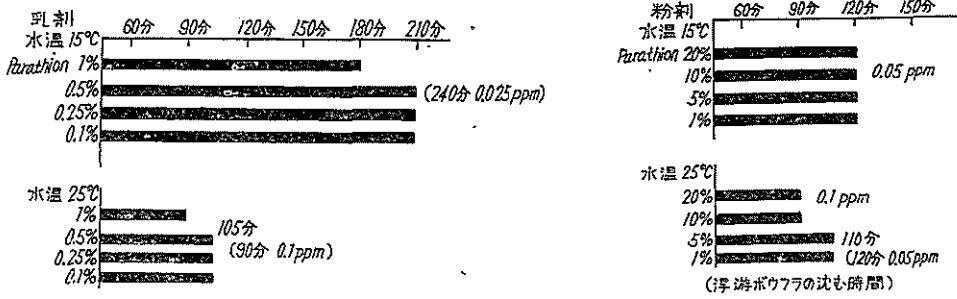 乳剤
水温 15℃
60分 90分 120分 150分 180分 210分
Parathion 1%
0.5% (240分 0.025ppm)
0.25%
0.1%
水温 25℃
1%
105分
0.5%
(90分 0.1ppm)
0.25%
0.1%
粉剤
60分 90分 120分 150分
水温 15℃
Parathion 20%
10% 0.05 ppm
5%
1%
水温 25℃
20% 0.1 ppm
10%
5% 110分
1% (120分 0.05ppm
(浮游ボウフラの沈む時間)